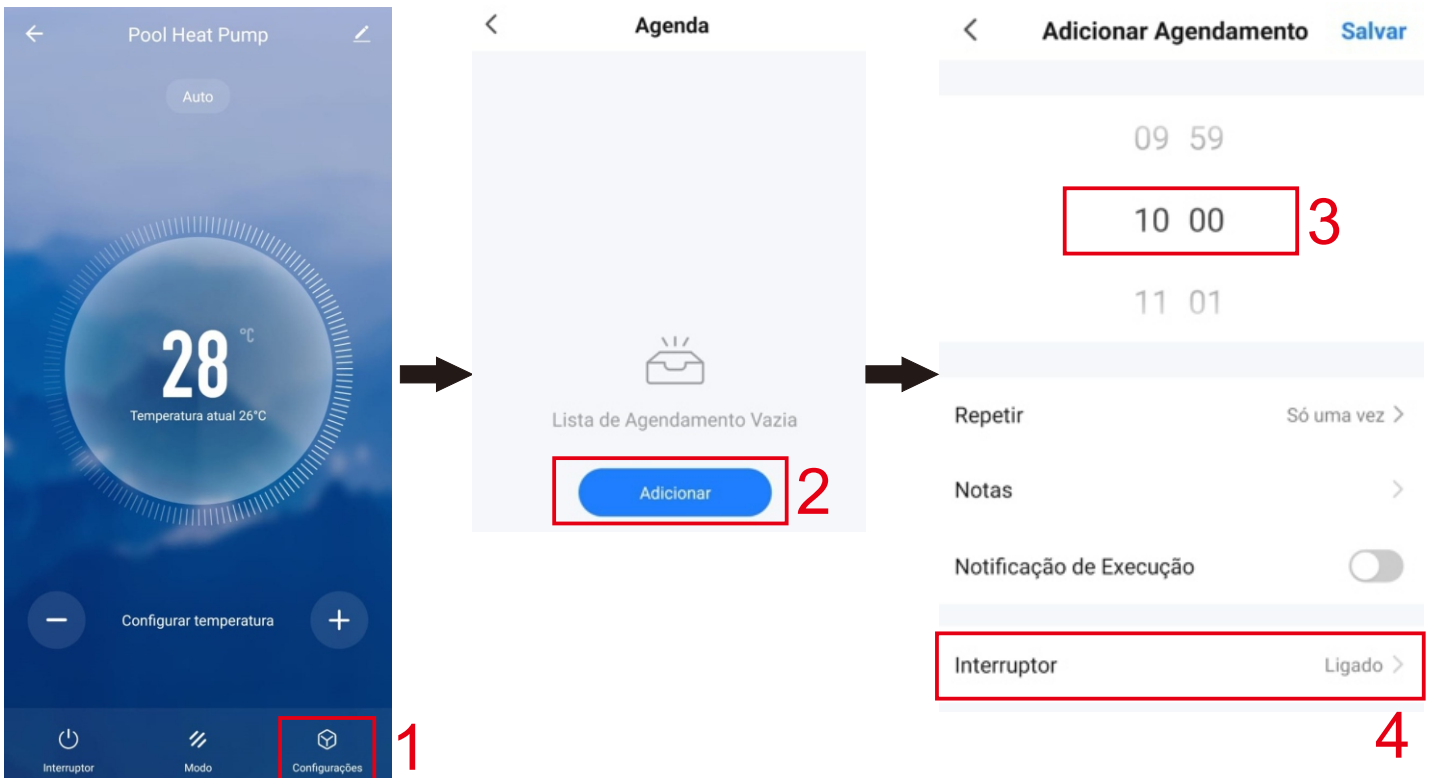 Pool Heat Pump
Auto
28 °C
Temperatura atual 26°C
Configurar temperatura
Interruptor
Modo
Configurações
1
Agenda
Lista de Agendamento Vazia
Adicionar
2
Adicionar Agendamento Salvar
09 59
10 00
3
11 01
Repetir Só uma vez
Notas
Notificação de Execução
Interruptor Ligado
4